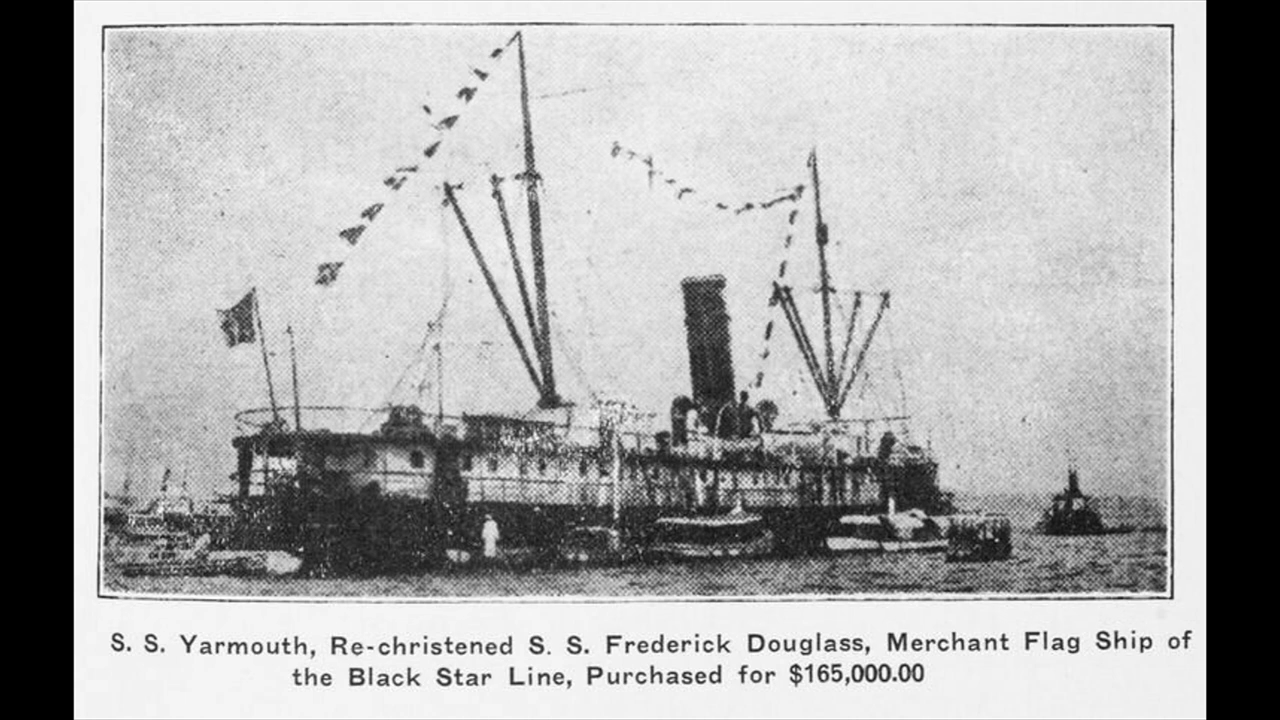 S. S. Yarmouth, Re-christened S. S. Frederick Douglass, Merchant Flag Ship of
the Black Star Line, Purchased for $165,000.00